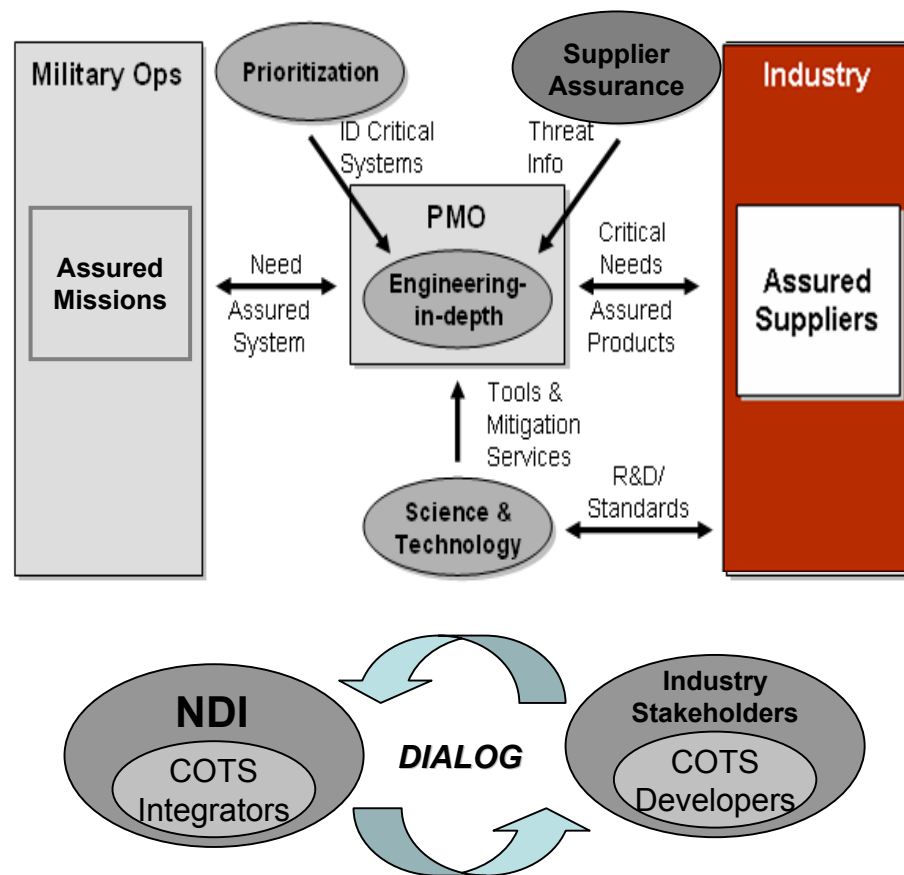 Military Ops
Prioritization
Supplier
Assurance
Industry
ID Critical
Systems
Threat
Info
PMO
Engineering-
in-depth
Assured
Missions
Need
Assured
System
Critical
Needs
Assured
Products
Assured
Suppliers
Tools &
Mitigation
Services
Science &
Technology
R&D/
Standards
NDI
COTS
Integrators
DIALOG
Industry
Stakeholders
COTS
Developers